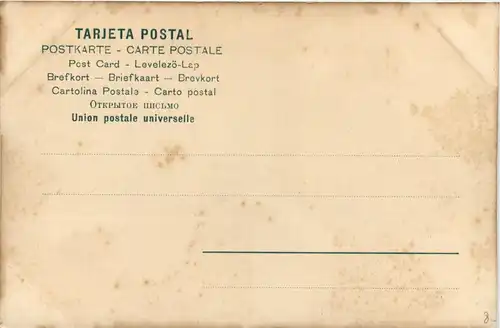 TARJETA POSTAL
POSTKARTE - CARTE POSTALE
Post Card - Levelezö-Lap
Brefkort — Briefkaart — Brevkort
Cartolina Postale - Carto postal
Открытое письмо
Union postale universelle